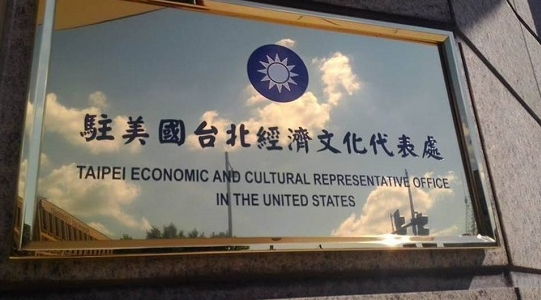 駐美國台北經濟文化代表處
TAIPEI ECONOMIC AND CULTURAL REPRESENTATIVE OFFICE
IN THE UNITED STATES